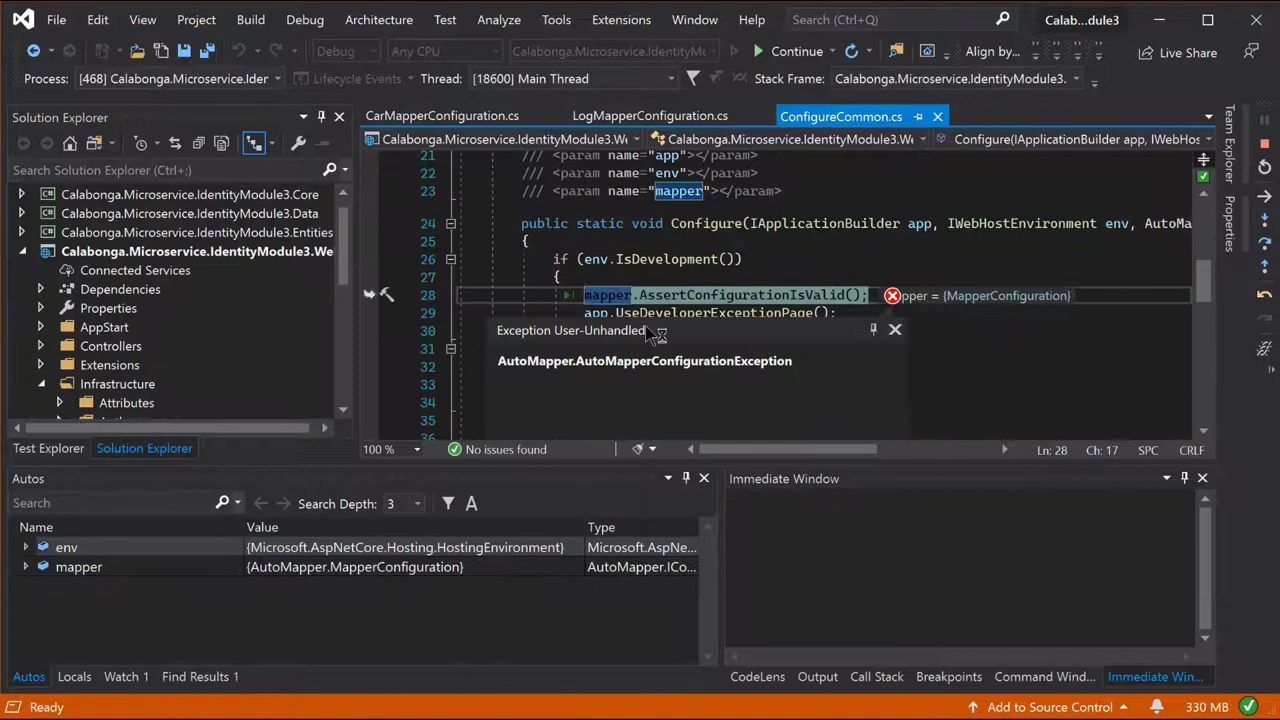 File Edit View Project Build Debug Architecture Test Analyze Tools Extensions Window Help Search (Ctrl+Q) Calab...dule3
Debug Any CPU Calabonga.Microservice.IdentityMo Continue Align by... Live Share
Process: [468] Calabonga.Microservice.Ider Lifecycle Events Thread: [18600] Main Thread Stack Frame: Calabonga.Microservice.IdentityModule3.
Solution Explorer
Search Solution Explorer (Ctrl+;)
Calabonga.Microservice.IdentityModule3.Core
Calabonga.Microservice.IdentityModule3.Data
Calabonga.Microservice.IdentityModule3.Entities
Calabonga.Microservice.IdentityModule3.We
Connected Services
Dependencies
Properties
AppStart
Controllers
Extensions
Infrastructure
Attributes
Test Explorer Solution Explorer
CarMapperConfiguration.cs LogMapperConfiguration.cs ConfigureCommon.cs
Calabonga.Microservice.IdentityModule3.We Calabonga.Microservice.IdentityModule3.We Configure(IApplicationBuilder app, IWebHos
21 /// <param name="app"></param>
22 /// <param name="env"></param>
23 /// <param name="mapper"></param>
24 public static void Configure(IApplicationBuilder app, IWebHostEnvironment env, AutoMa
25 {
26 if (env.IsDevelopment())
27 {
28 mapper.AssertConfigurationIsValid(); pper = {MapperConfiguration}
29 app.UseDeveloperExceptionPage();
30
31
32
33
34
35
36
Exception User-Unhandled
AutoMapper.AutoMapperConfigurationException
100 % No issues found Ln: 28 Ch: 17 SPC CRLF
Team Explorer
Properties
Autos
Search Search Depth: 3
Name Value Type
env {Microsoft.AspNetCore.Hosting.HostingEnvironment} Microsoft.AspNe...
mapper {AutoMapper.MapperConfiguration} AutoMapper.ICo...
Autos Locals Watch 1 Find Results 1
Immediate Window
CodeLens Output Call Stack Breakpoints Command Wind... Immediate Win...
Ready Add to Source Control 330 MB